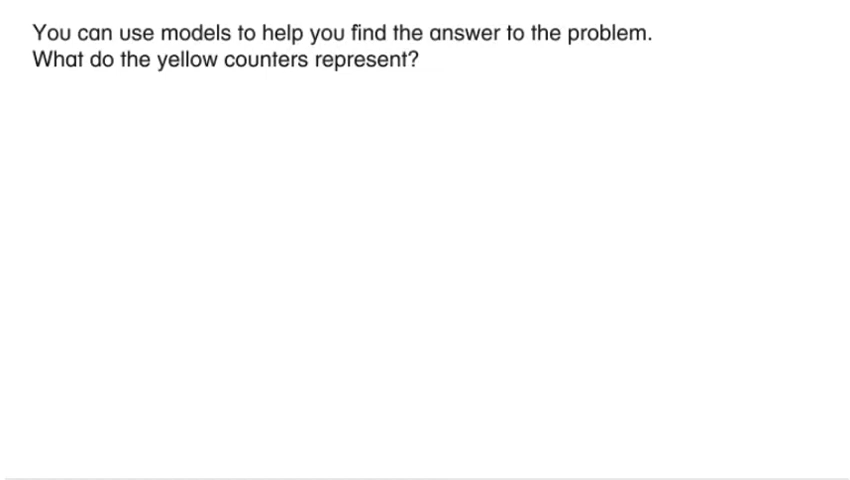 You can use models to help you find the answer to the problem.
What do the yellow counters represent?